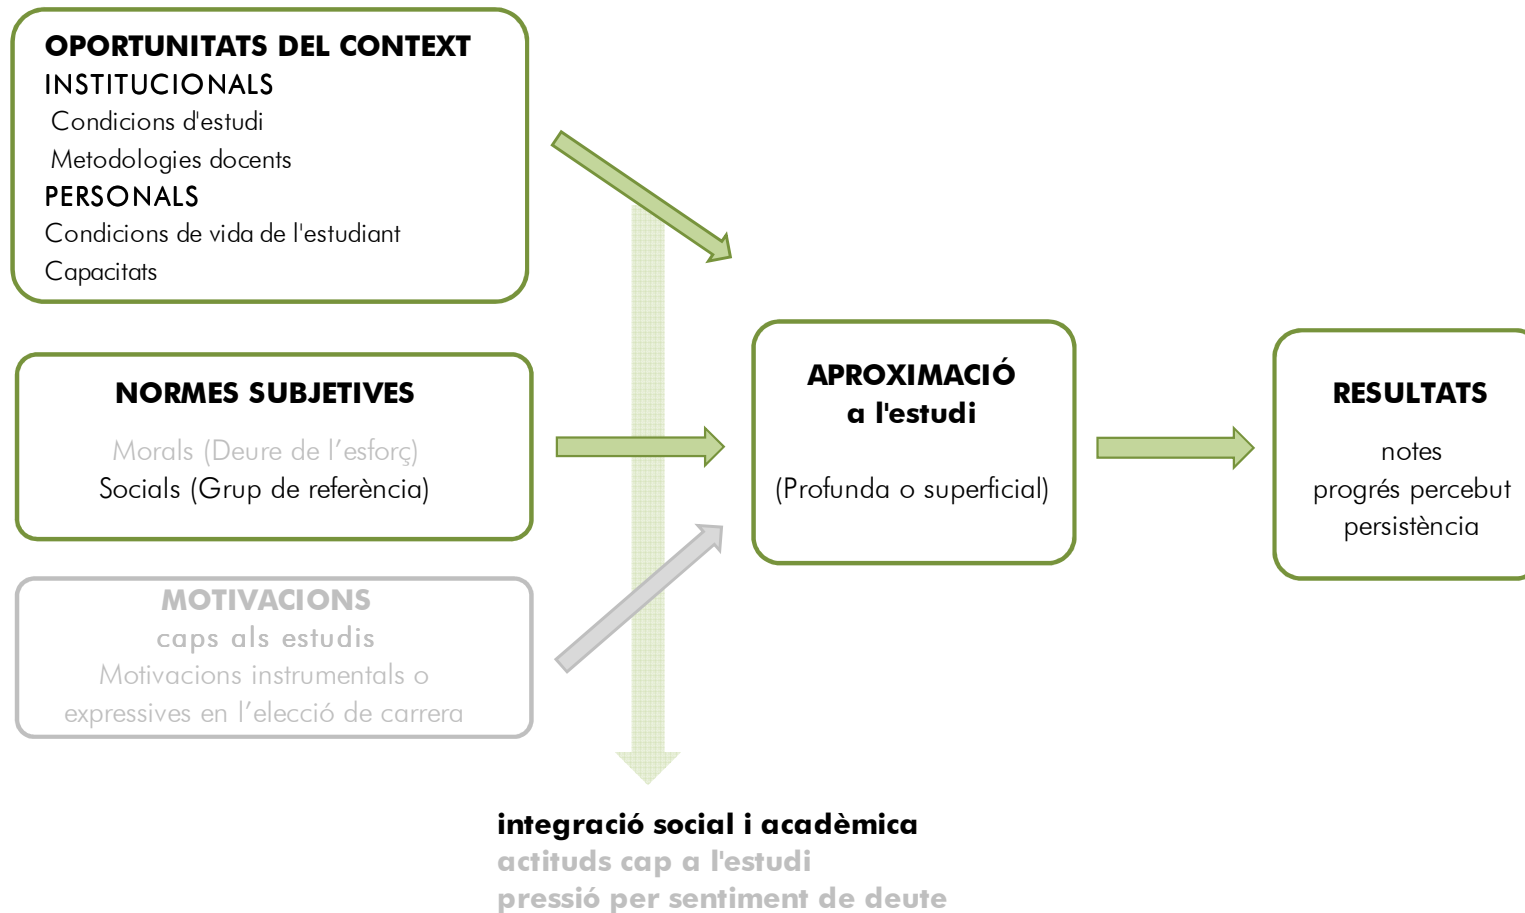 OPORTUNITATS DEL CONTEXT
INSTITUCIONALS
Condicions d'estudi
Metodologies docents
PERSONALS
Condicions de vida de l'estudiant
Capacitats
NORMES SUBJETIVES
Morals (Deure de l’esforç)
Socials (Grup de referència)
MOTIVACIONS
caps als estudis
Motivacions instrumentals o
expressives en l’elecció de carrera
APROXIMACIÓ
a l'estudi
(Profunda o superficial)
RESULTATS
notes
progrés percebut
persistència
integració social i acadèmica
actituds cap a l'estudi
pressió per sentiment de deute